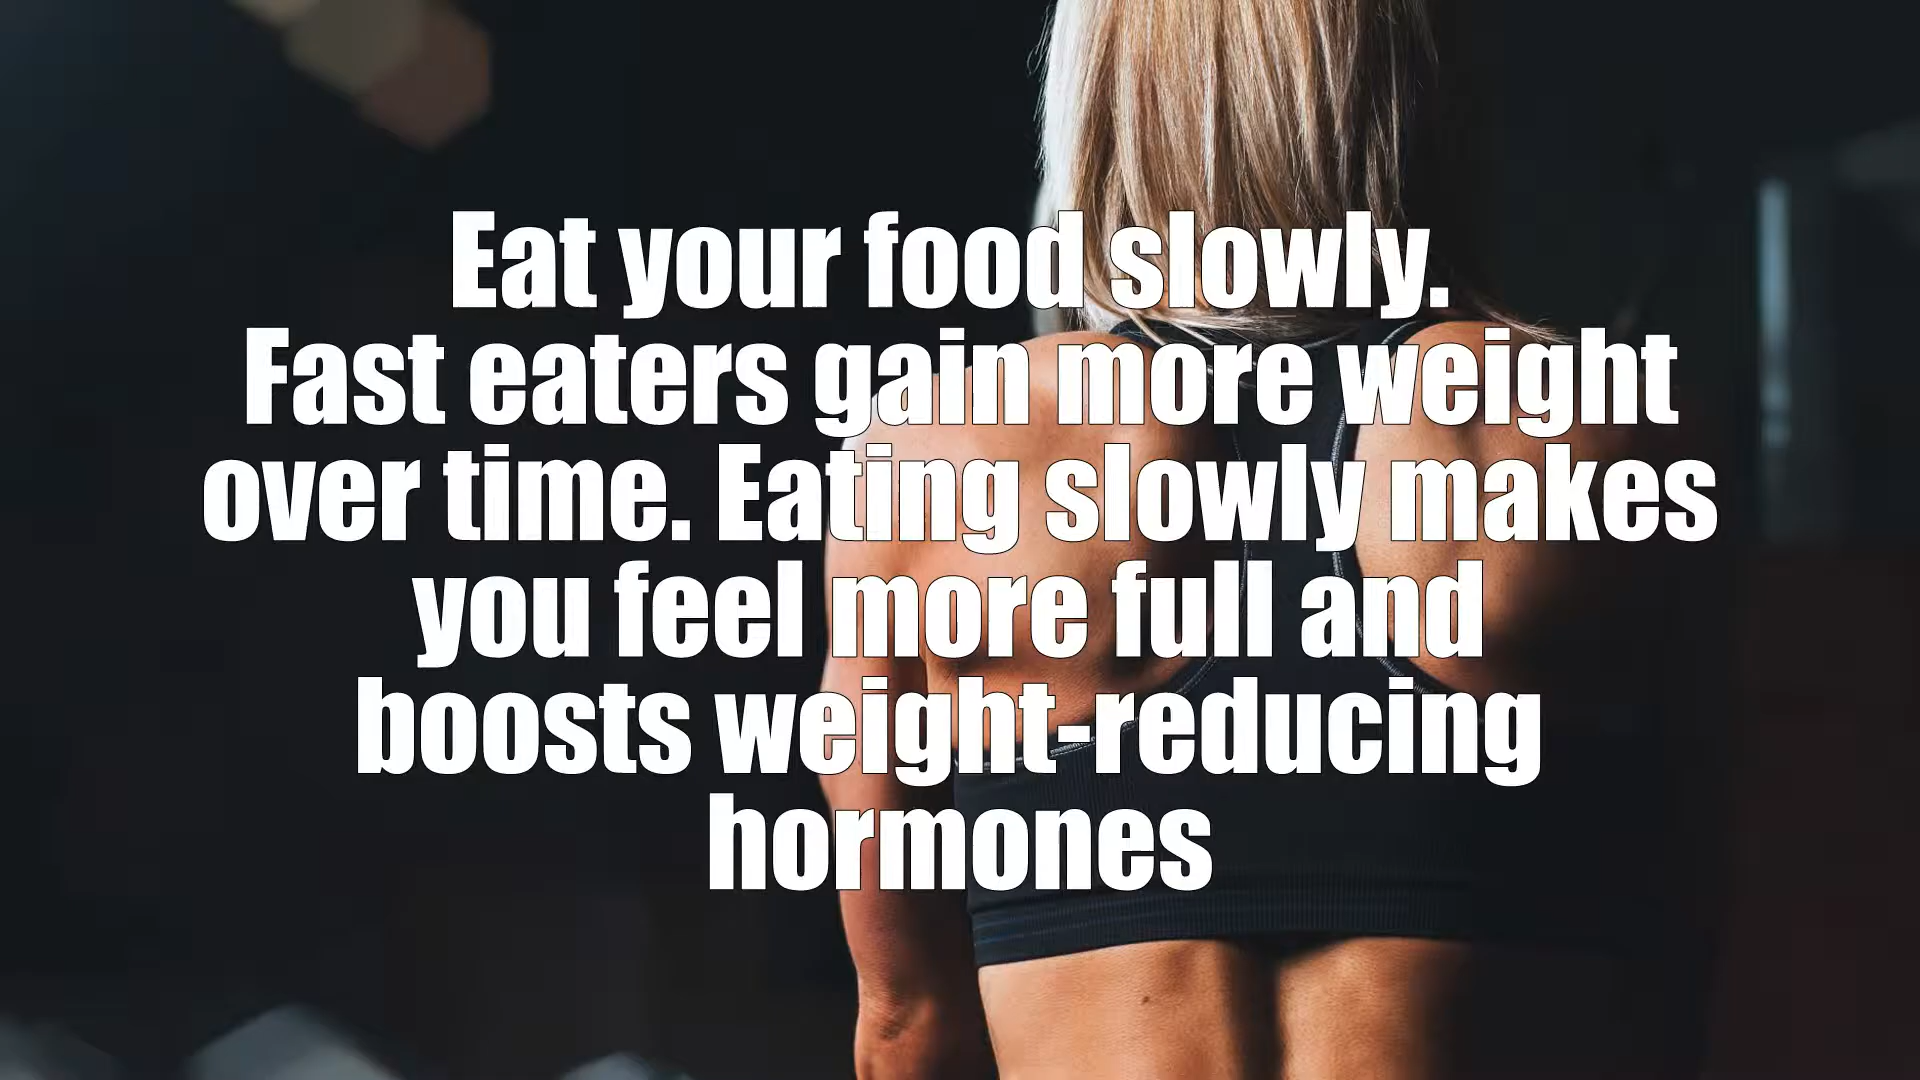 Eat your food slowly.
Fast eaters gain more weight
over time. Eating slowly makes
you feel more full and
boosts weight-reducing
hormones